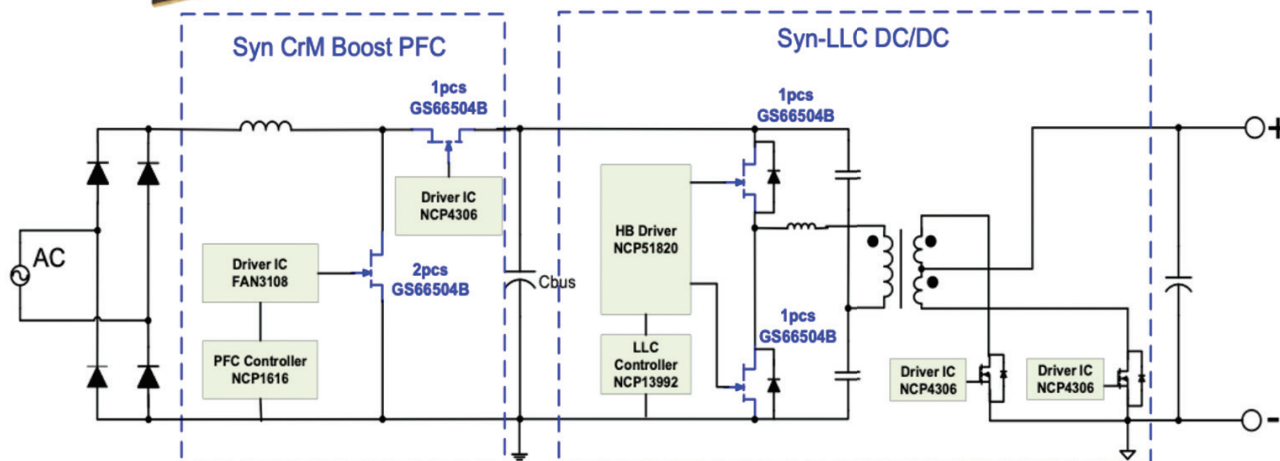 Syn CrM Boost PFC
Syn-LLC DC/DC
1pcs
GS66504B
1pcs
GS66504B
Driver IC
NCP4306
HB Driver
NCP51820
AC
Driver IC
FAN3108
2pcs
GS66504B
Cbus
1pcs
GS66504B
PFC Controller
NCP1616
LLC
Controller
NCP13992
Driver IC
NCP4306
Driver IC
NCP4306
+
-